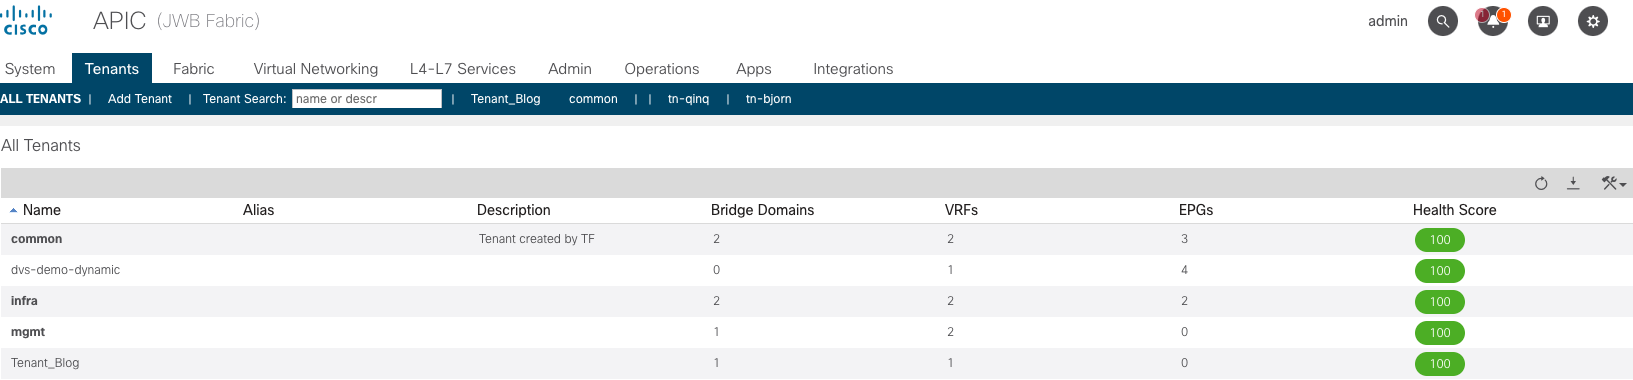 CISCO
APIC (JWB Fabric)
admin
1
System Tenants Fabric Virtual Networking L4-L7 Services Admin Operations Apps Integrations
ALL TENANTS | Add Tenant | Tenant Search: name or descr | Tenant_Blog common | | tn-qinq | tn-bjorn
All Tenants
Name Alias Description Bridge Domains VRFs EPGs Health Score
common Tenant created by TF 2 2 3 100
dvs-demo-dynamic 0 1 4 100
infra 2 2 2 100
mgmt 1 2 0 100
Tenant_Blog 1 1 0 100